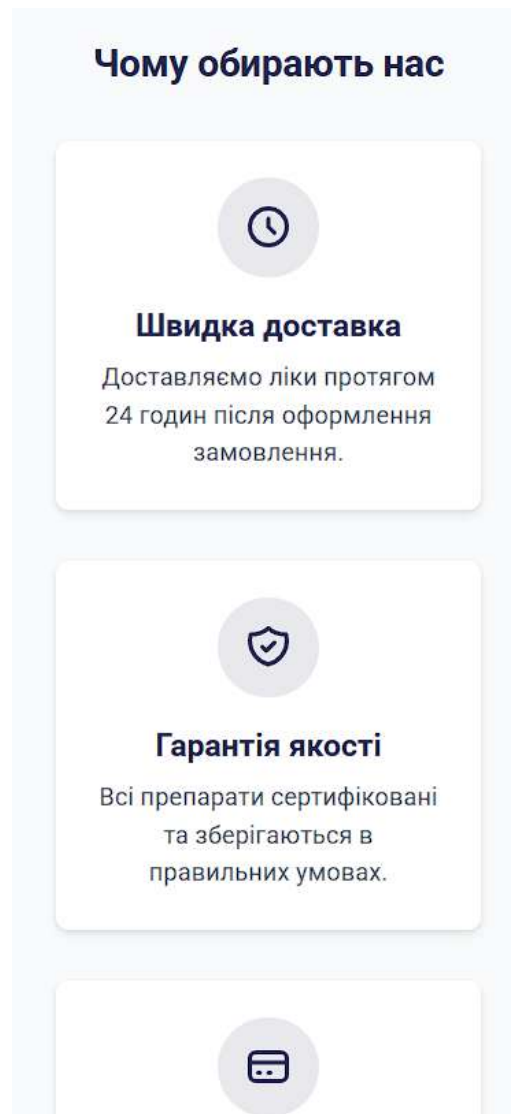 Чому обирають нас
Швидка доставка
Доставляємо ліки протягом
24 годин після оформлення
замовлення.
Гарантія якості
Всі препарати сертифіковані
та зберігаються в
правильних умовах.